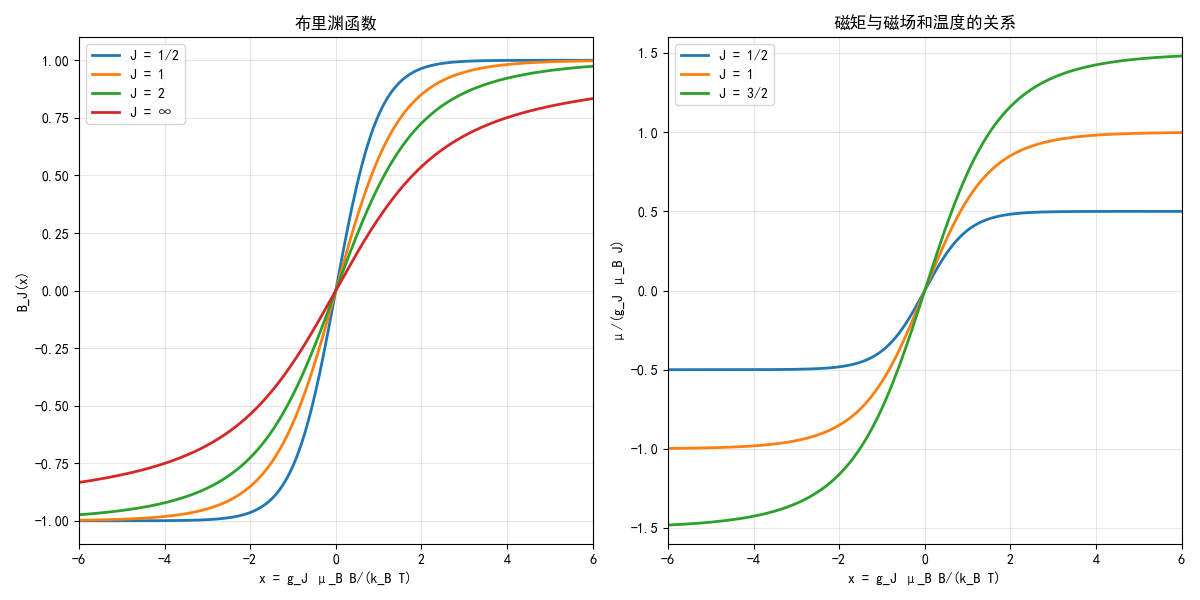 布里渊函数
J = 1/2
J = 1
J = 2
J = ∞
1.00
0.75
0.50
0.25
0.00
−0.25
−0.50
−0.75
−1.00
B_J(x)
−6
−4
−2
0
2
4
6
x = g_J μ_B B/(k_B T)
磁矩与磁场和温度的关系
J = 1/2
J = 1
J = 3/2
1.5
1.0
0.5
0.0
−0.5
−1.0
−1.5
μ/(g_J μ_B J)
−6
−4
−2
0
2
4
6
x = g_J μ_B B/(k_B T)